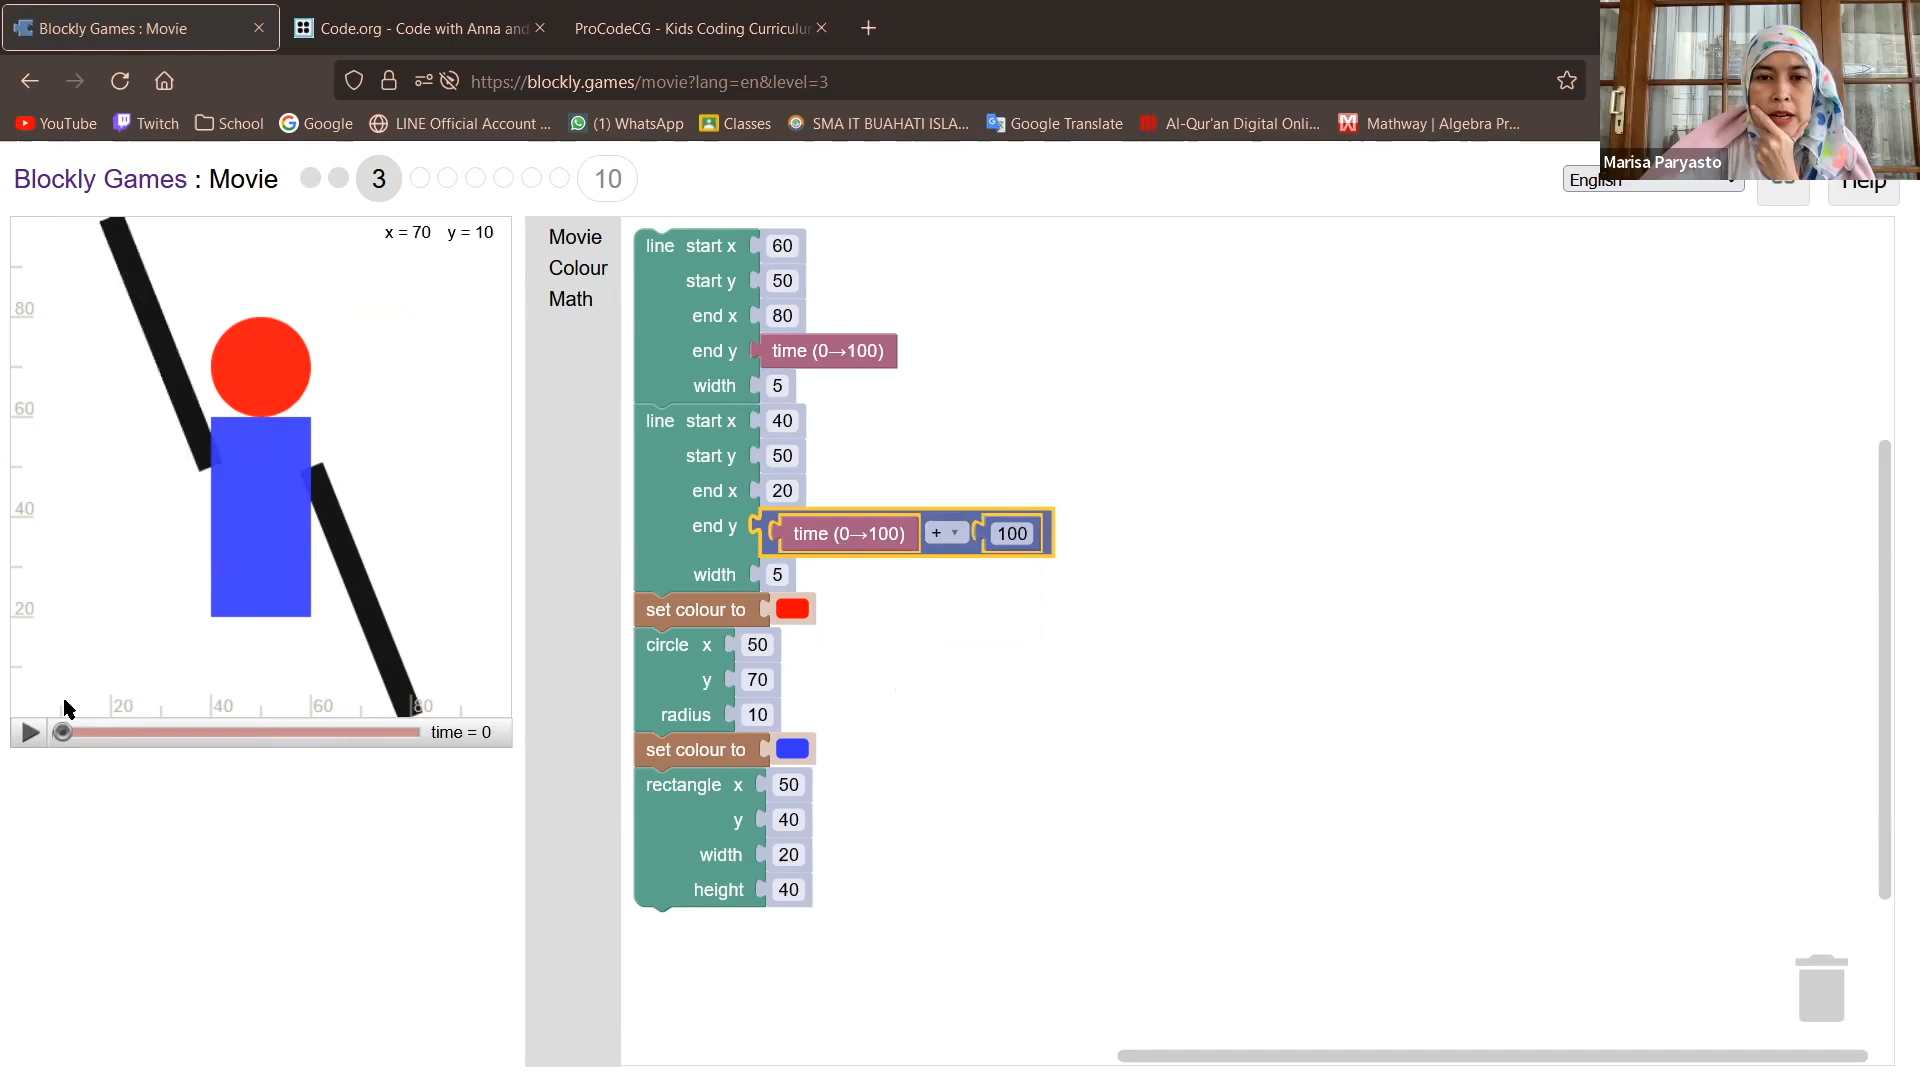 Blockly Games : Movie
Code.org - Code with Anna and
ProCodeCG - Kids Coding Curriculum
https://blockly.games/movie?lang=en&level=3
YouTube
Twitch
School
Google
LINE Official Account ...
(1) WhatsApp
Classes
SMA IT BUAHATI ISLA...
Google Translate
Al-Qur'an Digital Onli...
Mathway | Algebra Pr...
Marisa Paryasto
Blockly Games : Movie
3
10
English
Help
x = 70 y = 10
80
60
40
20
20
40
60
80
time = 0
Movie
Colour
Math
line start x 60
start y 50
end x 80
end y time (0→100)
width 5
line start x 40
start y 50
end x 20
end y time (0→100) + 100
width 5
set colour to
circle x 50
y 70
radius 10
set colour to
rectangle x 50
y 40
width 20
height 40